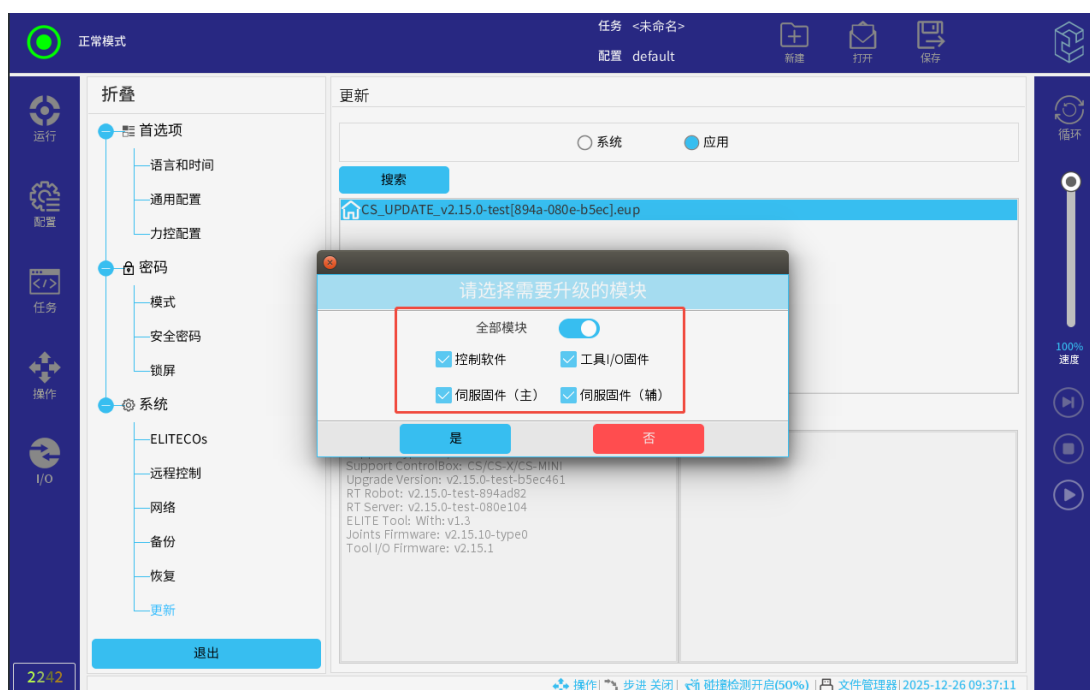 正常模式
任务 <未命名>
配置 default
新建
打开
保存
运行
配置
任务
操作
I/O
2242
折叠
首选项
语言和时间
通用配置
力控配置
密码
模式
安全密码
锁屏
系统
ELITECOs
远程控制
网络
备份
恢复
更新
退出
更新
系统 应用
搜索
CS_UPDATE_v2.15.0-test[894a-080e-b5ec].eup
请选择需要升级的模块
全部模块
控制软件 工具I/O固件
伺服固件（主） 伺服固件（辅）
是 否
Support ControlBox: CS/CS-X/CS-MINI
Upgrade Version: v2.15.0-test-b5ec461
RT Robot: v2.15.0-test-894ad82
RT Server: v2.15.0-test-080e104
ELITE Tool: With: v1.3
Joints Firmware: v2.15.10-type0
Tool I/O Firmware: v2.15.1
循环
100%
速度
操作| 步进 关闭| 碰撞检测开启(50%) | 文件管理器| 2025-12-26 09:37:11